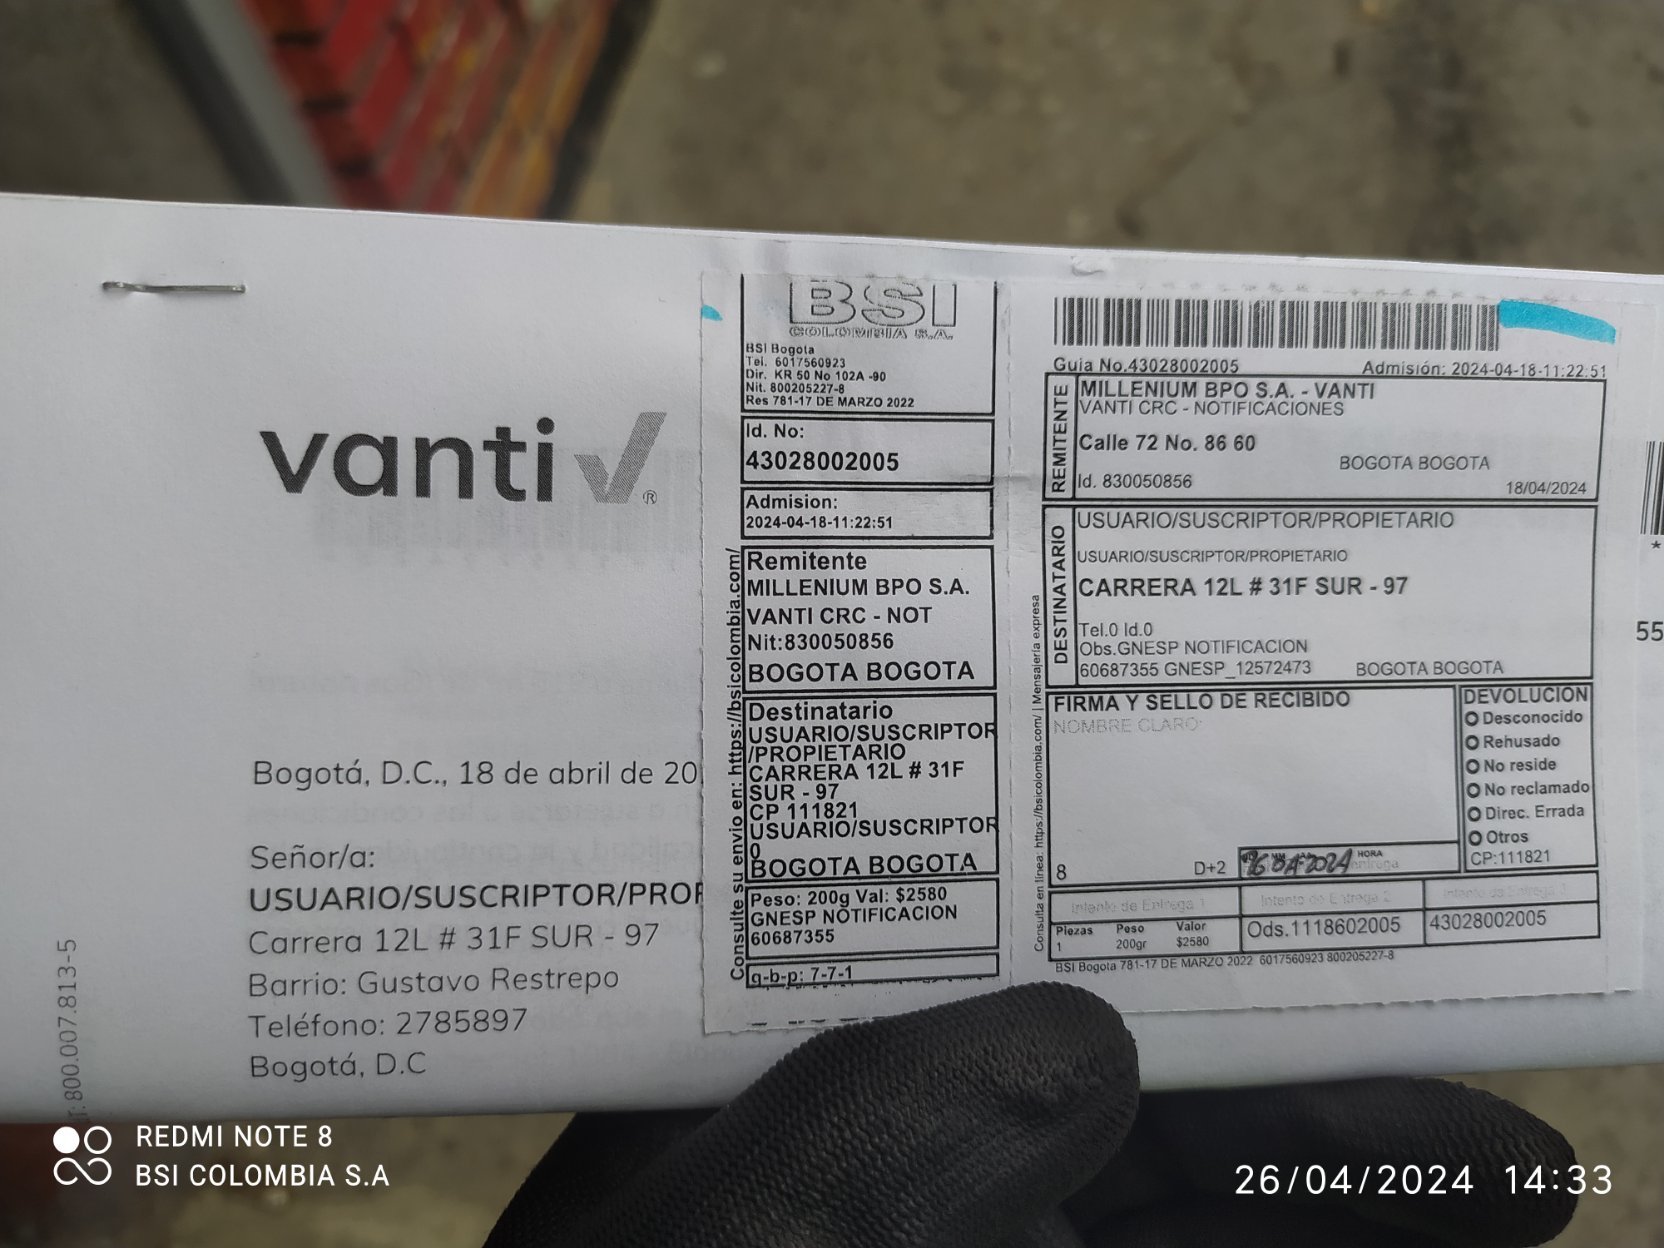 vanti
®
Bogotá, D.C., 18 de abril de 20
Señor/a:
USUARIO/SUSCRIPTOR/PROP
Carrera 12L # 31F SUR - 97
Barrio: Gustavo Restrepo
Teléfono: 2785897
Bogotá, D.C
800.007.813-5
BSI
COLOMBIA S.A.
BSI Bogota
Tel. 6017560923
Dir. KR 50 No 102A -90
Nit. 800205227-8
Res 781-17 DE MARZO 2022
Id. No:
43028002005
Admision:
2024-04-18-11:22:51
Remitente
MILLENIUM BPO S.A.
VANTI CRC - NOT
Nit:830050856
BOGOTA BOGOTA
Destinatario
USUARIO/SUSCRIPTOR
/PROPIETARIO
CARRERA 12L # 31F
SUR - 97
CP 111821
USUARIO/SUSCRIPTOR
0
BOGOTA BOGOTA
Peso: 200g Val: $2580
GNESP NOTIFICACION
60687355
q-b-p: 7-7-1
Consulte su envio en: https://bsicolombia.com/
Guia No.43028002005 Admisión: 2024-04-18-11:22:51
REMITENTE
MILLENIUM BPO S.A. - VANTI
VANTI CRC - NOTIFICACIONES
Calle 72 No. 86 60
BOGOTA BOGOTA
Id. 830050856
18/04/2024
DESTINATARIO
USUARIO/SUSCRIPTOR/PROPIETARIO
USUARIO/SUSCRIPTOR/PROPIETARIO
CARRERA 12L # 31F SUR - 97
Tel.0 Id.0
Obs.GNESP NOTIFICACION
60687355 GNESP_12572473 BOGOTA BOGOTA
FIRMA Y SELLO DE RECIBIDO
NOMBRE CLARO:
DEVOLUCION
Desconocido
Rehusado
No reside
No reclamado
Direc. Errada
Otros
CP:111821
8 D+2
26 04 2024
HORA
Intento de Entrega 1 Intento de Entrega 2 Intento de Entrega 3
Piezas Peso Valor
1 200gr $2580
Ods.1118602005
43028002005
BSI Bogota 781-17 DE MARZO 2022 6017560923 800205227-8
Consulta en línea: https://bsicolombia.com/ | Mensajería expresa
*
55
REDMI NOTE 8
BSI COLOMBIA S.A
26/04/2024 14:33